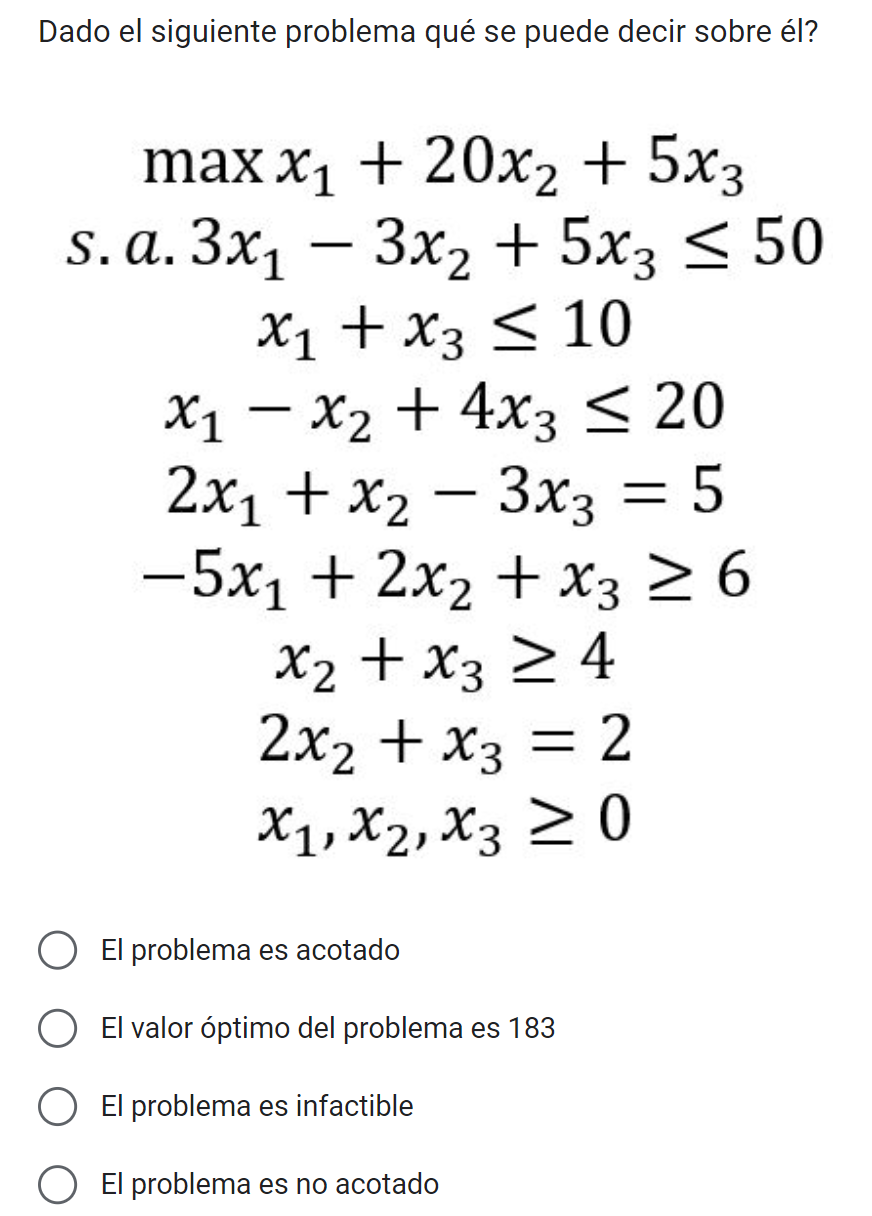 Dado el siguiente problema qué se puede decir sobre él?
max x₁ + 20x₂ + 5x₃
s. a. 3x₁ − 3x₂ + 5x₃ ≤ 50
x₁ + x₃ ≤ 10
x₁ − x₂ + 4x₃ ≤ 20
2x₁ + x₂ − 3x₃ = 5
−5x₁ + 2x₂ + x₃ ≥ 6
x₂ + x₃ ≥ 4
2x₂ + x₃ = 2
x₁, x₂, x₃ ≥ 0
El problema es acotado
El valor óptimo del problema es 183
El problema es infactible
El problema es no acotado